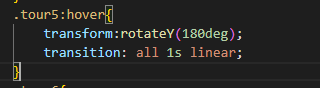 .tour5:hover{
transform:rotateY(180deg);
transition: all 1s linear;
}